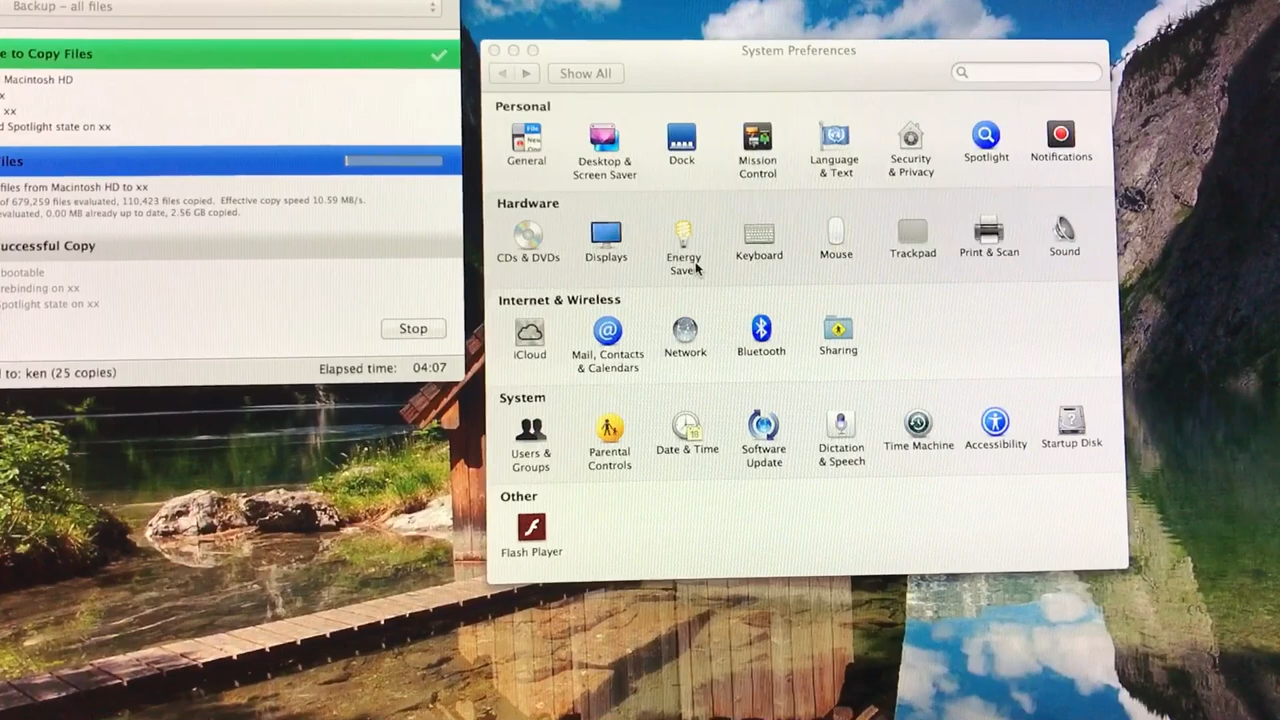 Backup – all files
e to Copy Files
Macintosh HD
x
xx
d Spotlight state on xx
iles
files from Macintosh HD to xx
of 679,259 files evaluated, 110,423 files copied. Effective copy speed 10.59 MB/s.
evaluated, 0.00 MB already up to date, 2.56 GB copied.
uccessful Copy
bootable
rebinding on xx
potlight state on xx
Stop
l to: ken (25 copies)
Elapsed time: 04:07
System Preferences
Show All
Personal
File
New
General
Desktop &
Screen Saver
Dock
Mission
Control
Language
& Text
Security
& Privacy
Spotlight
Notifications
Hardware
CDs & DVDs
Displays
Energy
Saver
Keyboard
Mouse
Trackpad
Print & Scan
Sound
Internet & Wireless
iCloud
Mail, Contacts
& Calendars
Network
Bluetooth
Sharing
System
Users &
Groups
Parental
Controls
18
Date & Time
Software
Update
Dictation
& Speech
Time Machine
Accessibility
Startup Disk
Other
Flash Player